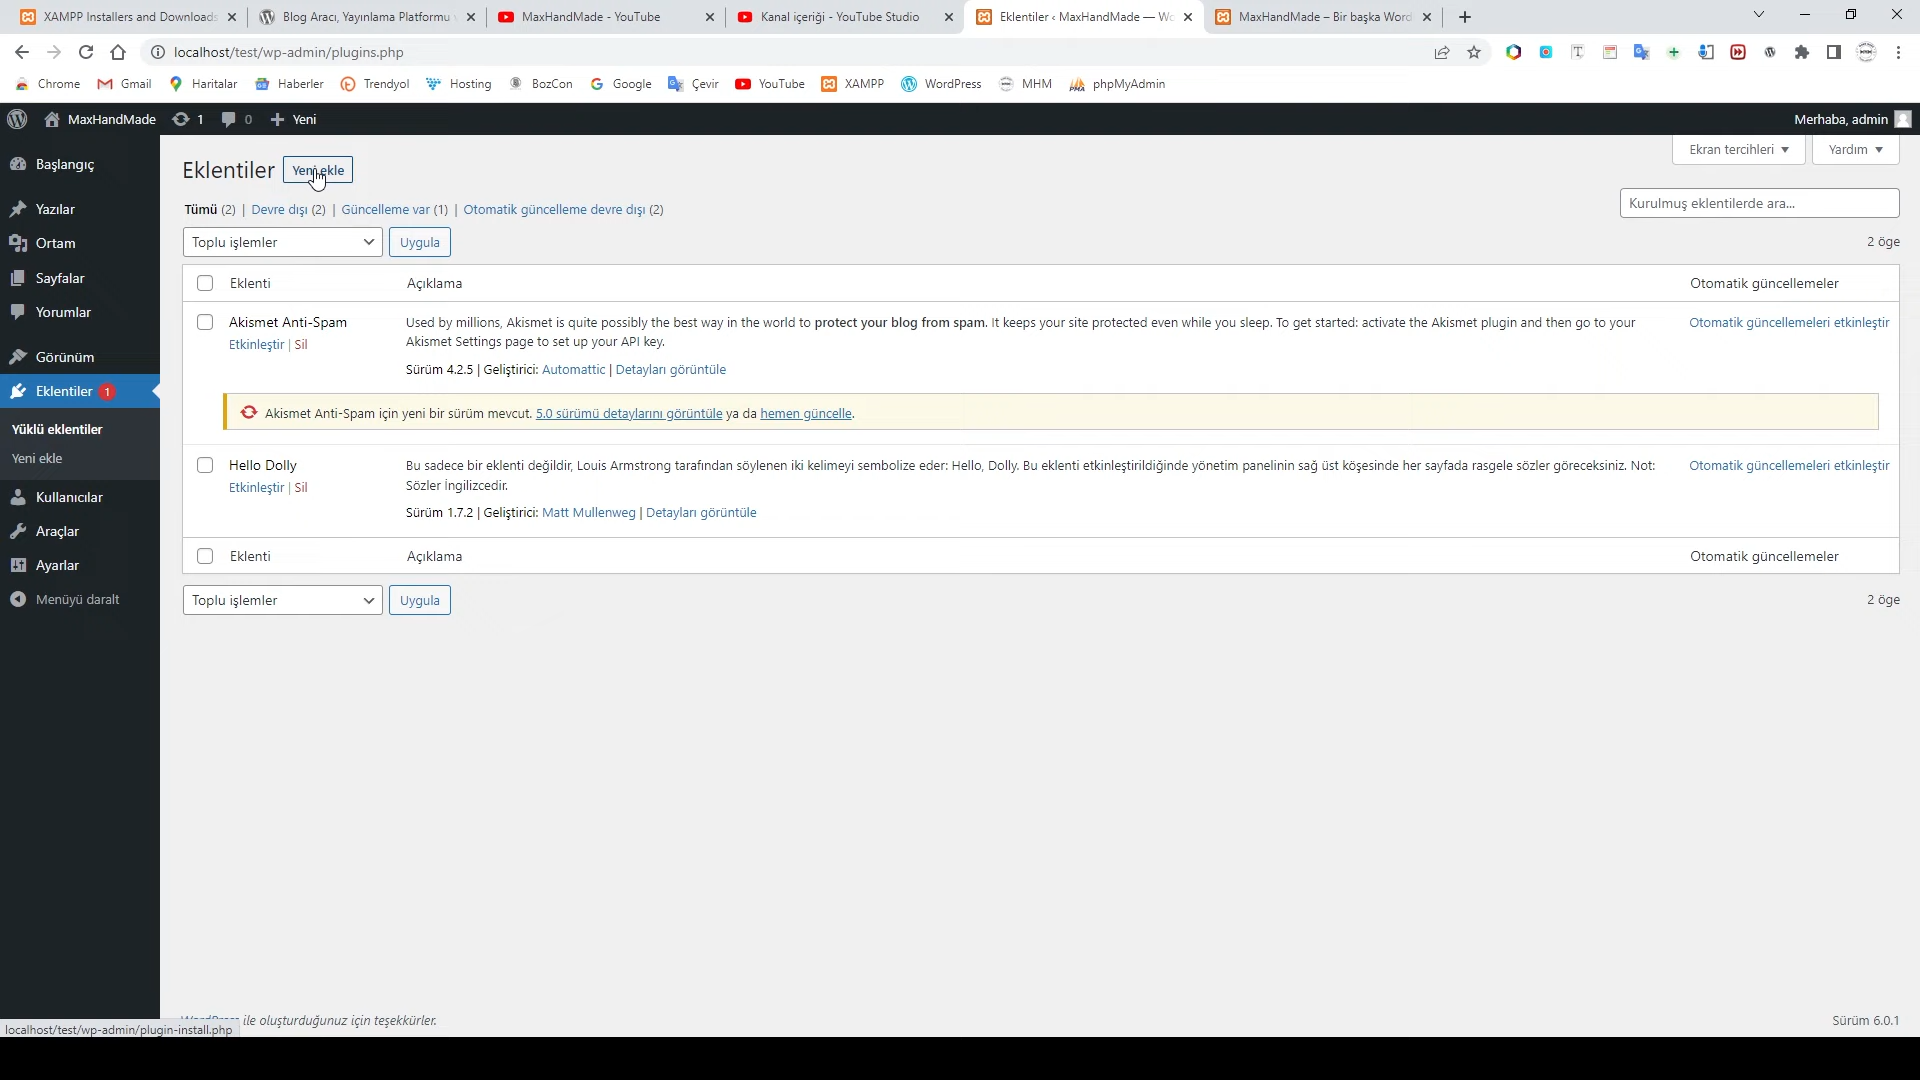 XAMPP Installers and Downloads
Blog Aracı, Yayınlama Platformu
MaxHandMade - YouTube
Kanal içeriği - YouTube Studio
Eklentiler ‹ MaxHandMade — Wo
MaxHandMade – Bir başka Word
localhost/test/wp-admin/plugins.php
Chrome
Gmail
Haritalar
Haberler
Trendyol
Hosting
BozCon
Google
Çevir
YouTube
XAMPP
WordPress
MHM
phpMyAdmin
MaxHandMade
1
0
Yeni
Merhaba, admin
Başlangıç
Yazılar
Ortam
Sayfalar
Yorumlar
Görünüm
Eklentiler 1
Yüklü eklentiler
Yeni ekle
Kullanıcılar
Araçlar
Ayarlar
Menüyü daralt
Ekran tercihleri
Yardım
Eklentiler
Yeni ekle
Tümü (2) | Devre dışı (2) | Güncelleme var (1) | Otomatik güncelleme devre dışı (2)
Kurulmuş eklentilerde ara...
Toplu işlemler
Uygula
2 öge
Eklenti
Açıklama
Otomatik güncellemeler
Akismet Anti-Spam
Etkinleştir | Sil
Used by millions, Akismet is quite possibly the best way in the world to protect your blog from spam. It keeps your site protected even while you sleep. To get started: activate the Akismet plugin and then go to your
Akismet Settings page to set up your API key.
Sürüm 4.2.5 | Geliştirici: Automattic | Detayları görüntüle
Otomatik güncellemeleri etkinleştir
Akismet Anti-Spam için yeni bir sürüm mevcut. 5.0 sürümü detaylarını görüntüle ya da hemen güncelle.
Hello Dolly
Etkinleştir | Sil
Bu sadece bir eklenti değildir, Louis Armstrong tarafından söylenen iki kelimeyi sembolize eder: Hello, Dolly. Bu eklenti etkinleştirildiğinde yönetim panelinin sağ üst köşesinde her sayfada rasgele sözler göreceksiniz. Not:
Sözler İngilizcedir.
Sürüm 1.7.2 | Geliştirici: Matt Mullenweg | Detayları görüntüle
Otomatik güncellemeleri etkinleştir
Eklenti
Açıklama
Otomatik güncellemeler
Toplu işlemler
Uygula
2 öge
ile oluşturduğunuz için teşekkürler.
Sürüm 6.0.1
localhost/test/wp-admin/plugin-install.php